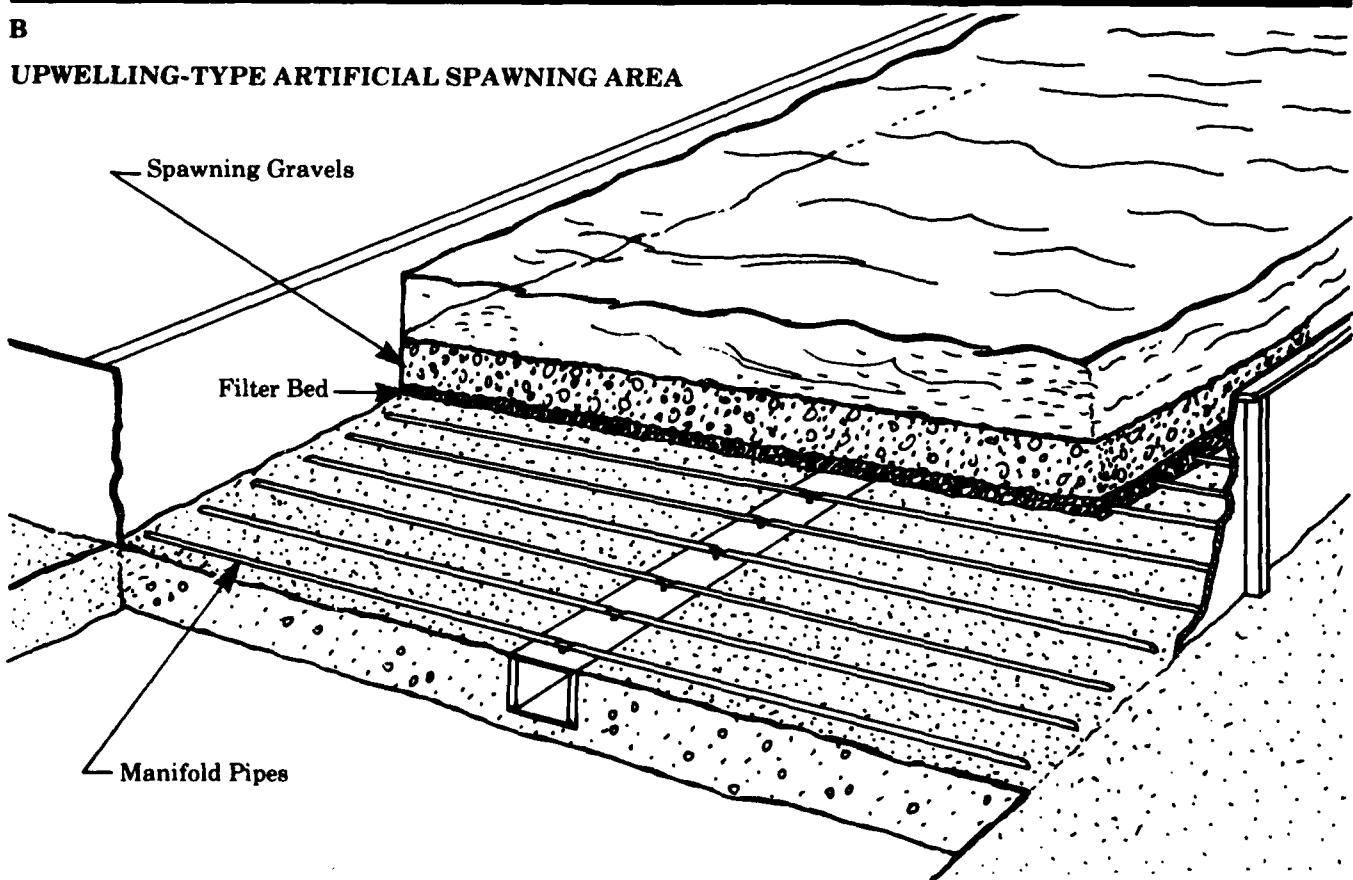 B
UPWELLING-TYPE ARTIFICIAL SPAWNING AREA
Spawning Gravels
Filter Bed
Manifold Pipes